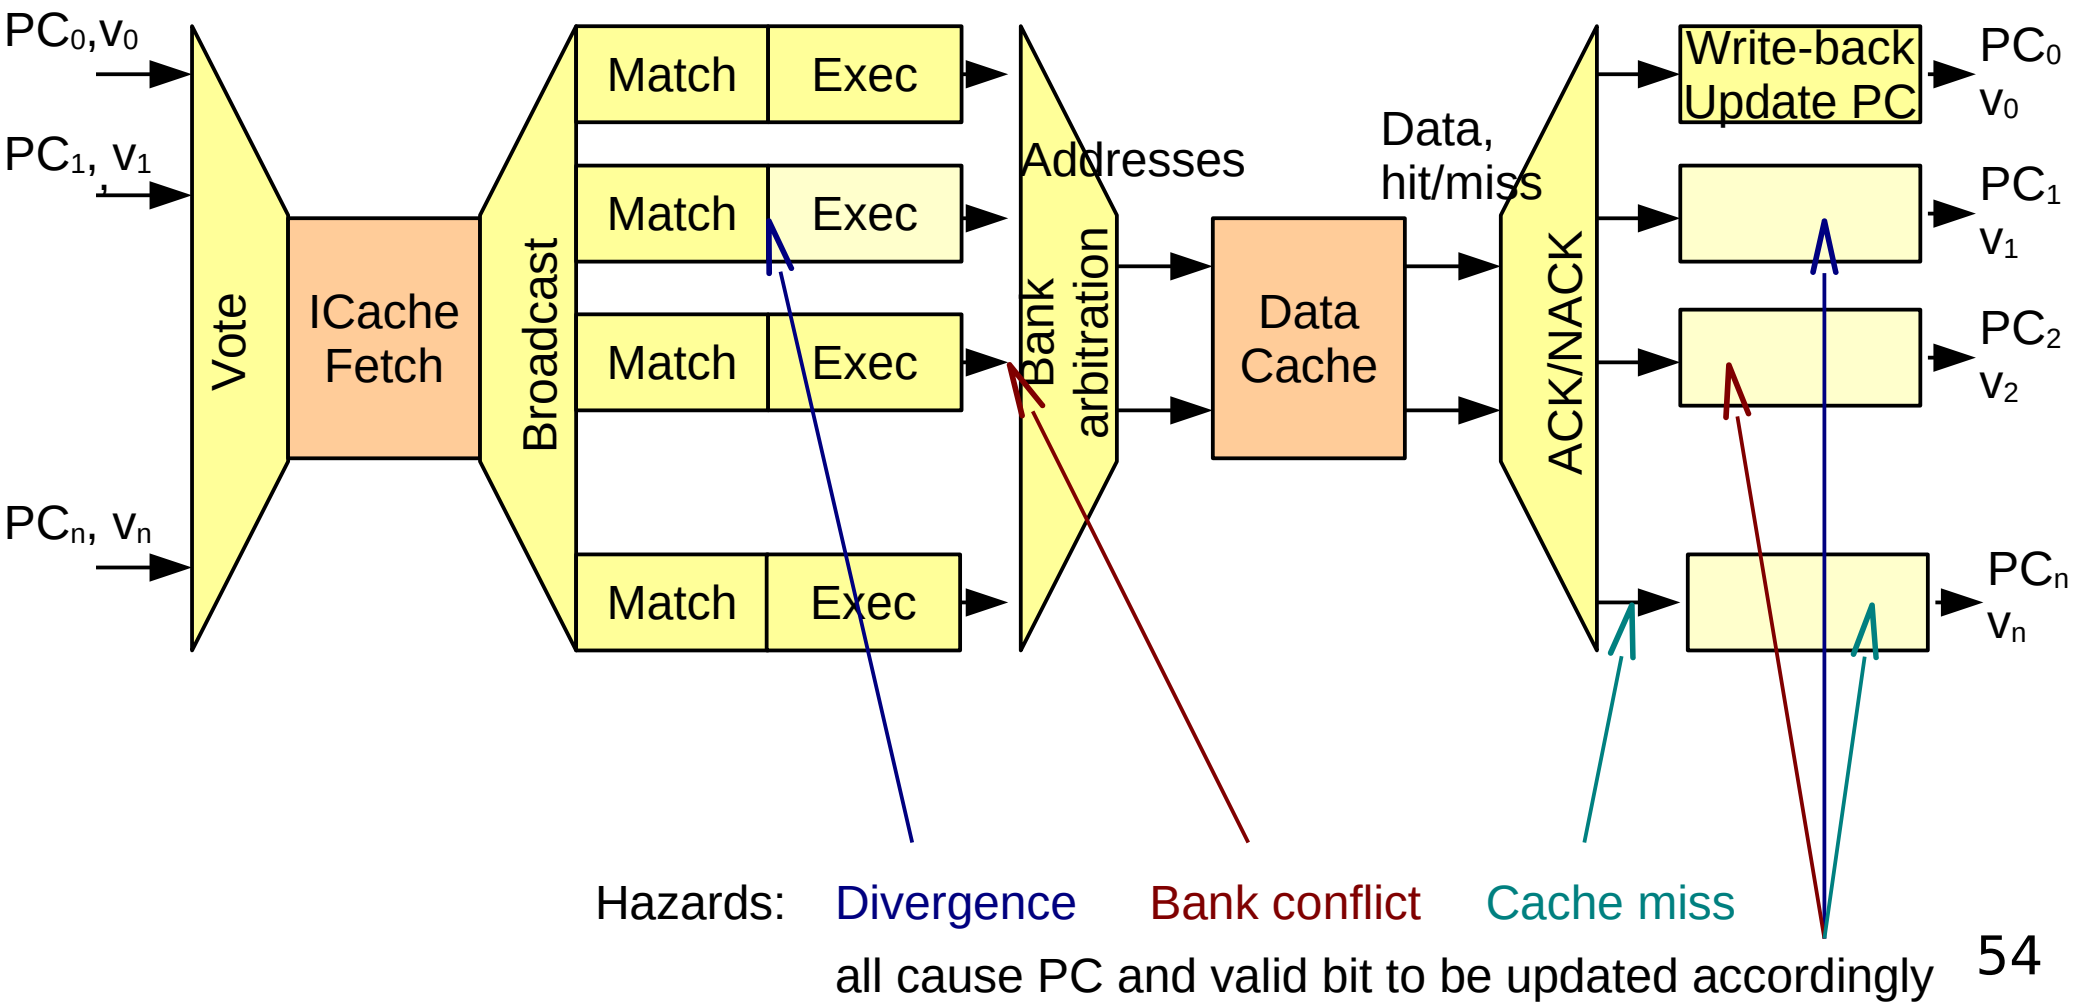 PC0,v0
PC1, v1
,
PCn, vn
Vote
ICache
Fetch
Broadcast
Match Exec
Match Exec
Match Exec
Match Exec
Bank
arbitration
Addresses
Data
Cache
Data,
hit/miss
ACK/NACK
Write-back
Update PC
PC0
v0
PC1
v1
PC2
v2
PCn
vn
Hazards: Divergence Bank conflict Cache miss
all cause PC and valid bit to be updated accordingly
54